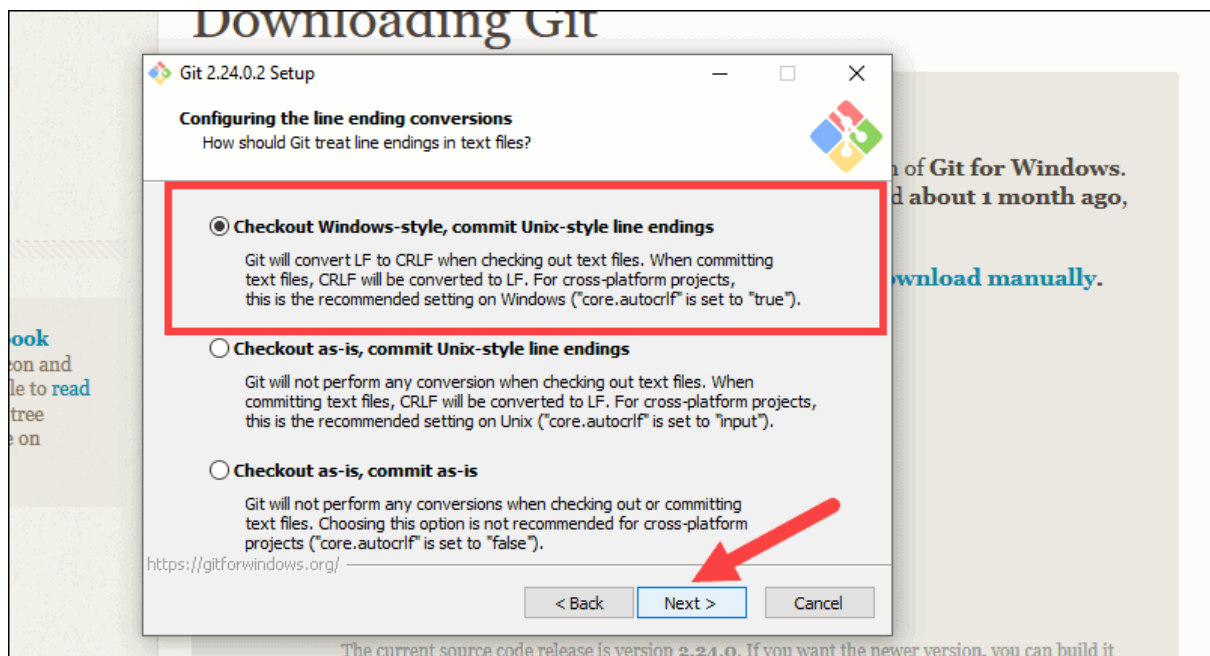 Downloading Git
Git 2.24.0.2 Setup
Configuring the line ending conversions
How should Git treat line endings in text files?
of Git for Windows.
about 1 month ago,
Checkout Windows-style, commit Unix-style line endings
Git will convert LF to CRLF when checking out text files. When committing
text files, CRLF will be converted to LF. For cross-platform projects,
this is the recommended setting on Windows ("core.autocrlf" is set to "true").
download manually.
Checkout as-is, commit Unix-style line endings
Git will not perform any conversion when checking out text files. When
committing text files, CRLF will be converted to LF. For cross-platform projects,
this is the recommended setting on Unix ("core.autocrlf" is set to "input").
ook
and
le to read
tree
on
Checkout as-is, commit as-is
Git will not perform any conversions when checking out or committing
text files. Choosing this option is not recommended for cross-platform
projects ("core.autocrlf" is set to "false").
https://gitforwindows.org/
< Back
Next >
Cancel
The current source code release is version 2.24.0. If you want the newer version, you can build it